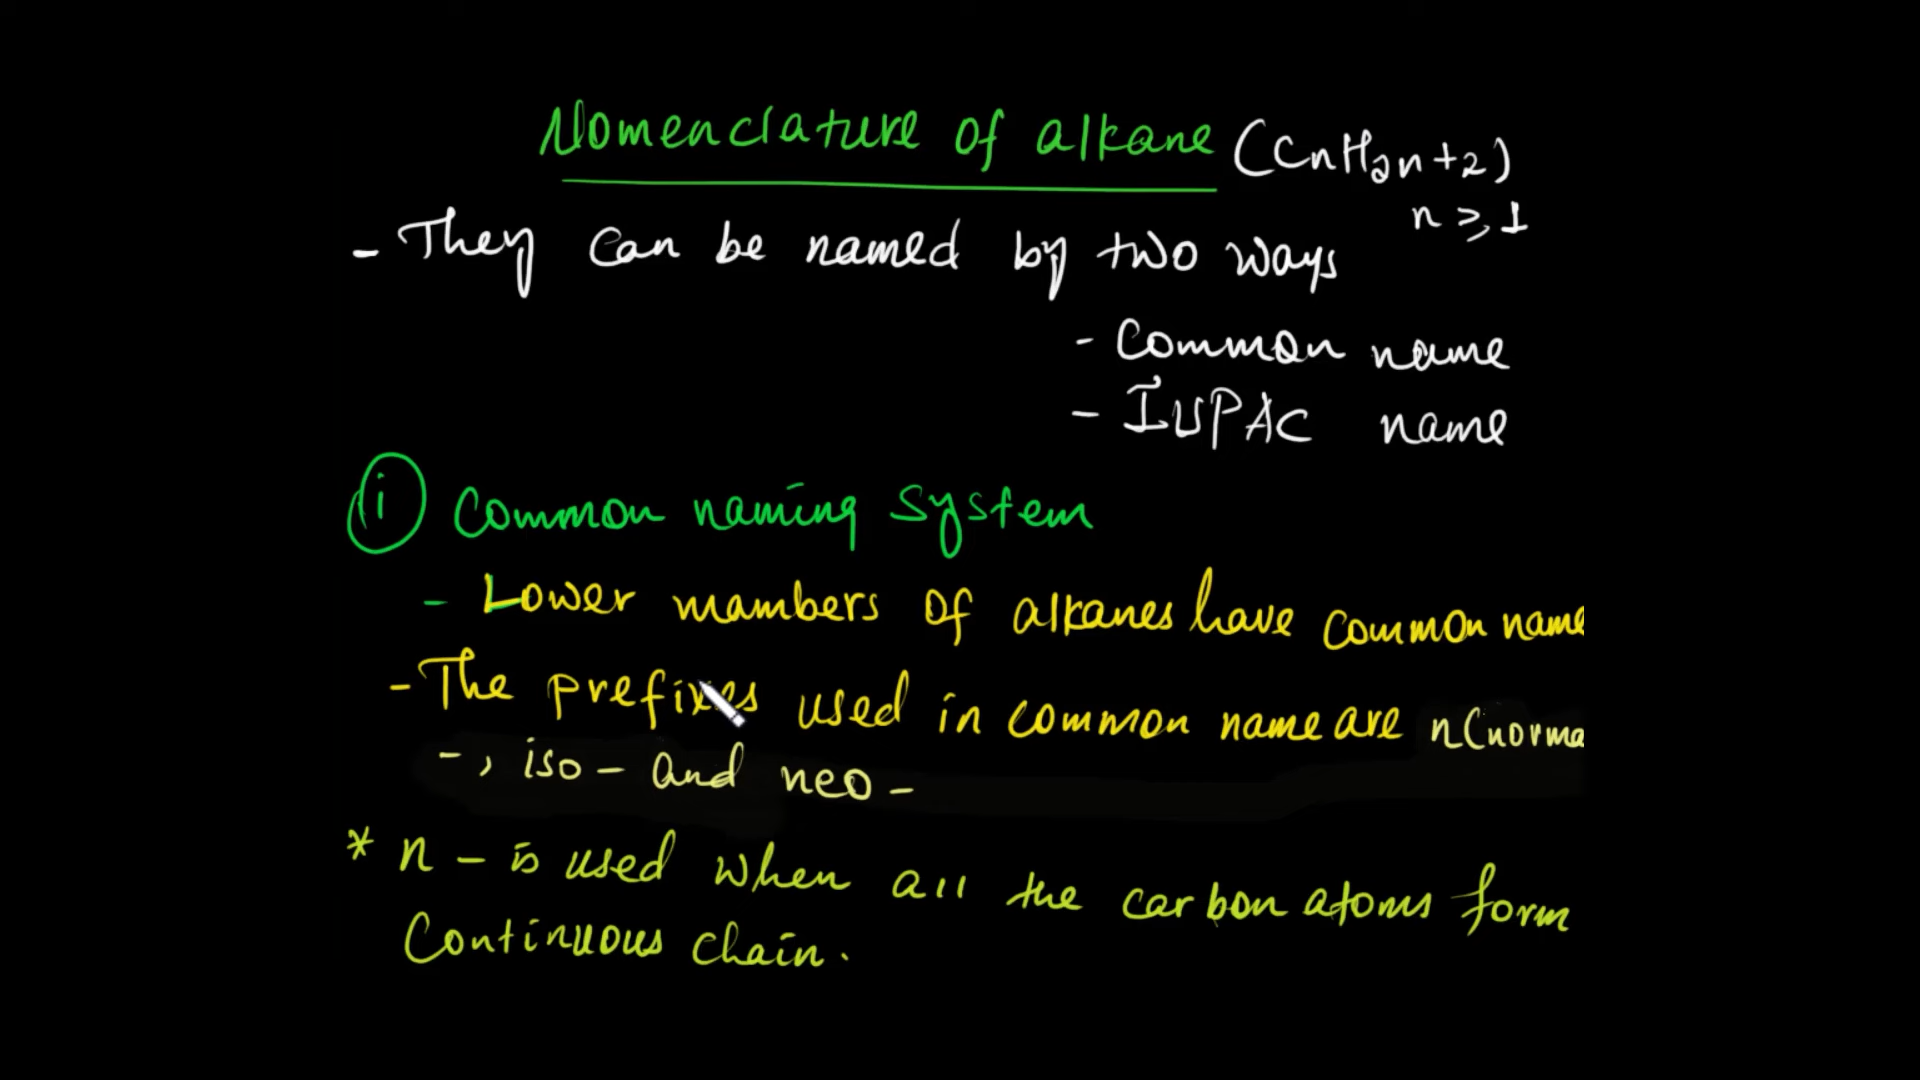 Nomenclature of alkane (CnH2n+2)
n ≥ 1
- They can be named by two ways
- Common name
- IUPAC name
(i) Common naming system
- Lower mambers of alkanes have common name
- The prefixes used in common name are n(norma
-, iso - and neo -
* n - is used when all the carbon atoms form
Continuous chain.